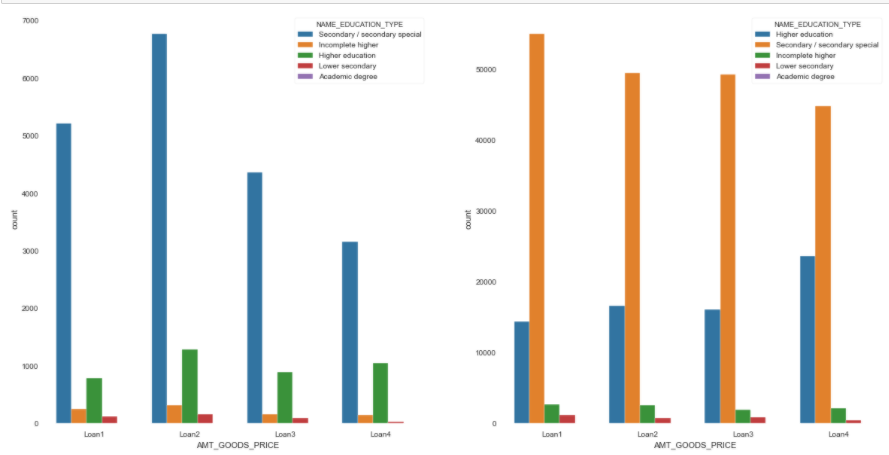 NAME_EDUCATION_TYPE
Secondary / secondary special
Incomplete higher
Higher education
Lower secondary
Academic degree
7000
6000
5000
4000
3000
2000
1000
0
count
Loan1 Loan2 Loan3 Loan4
AMT_GOODS_PRICE
NAME_EDUCATION_TYPE
Higher education
Secondary / secondary special
Incomplete higher
Lower secondary
Academic degree
50000
40000
30000
20000
10000
0
count
Loan1 Loan2 Loan3 Loan4
AMT_GOODS_PRICE